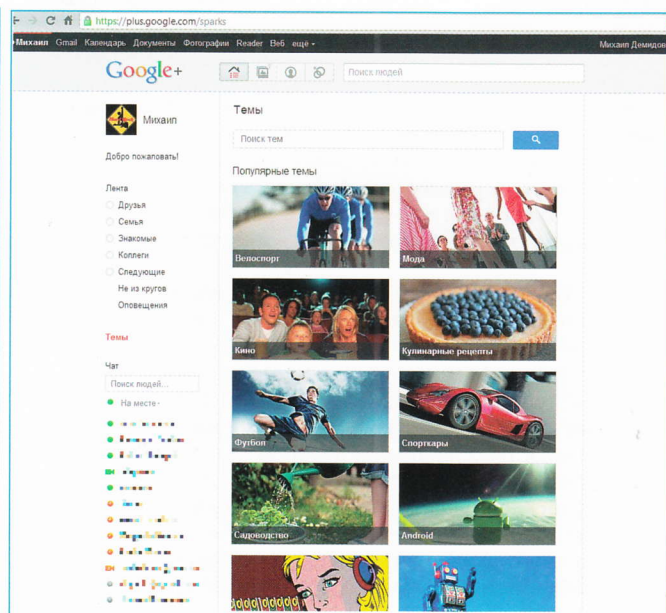 https://plus.google.com/sparks
+Михаил Gmail Календарь Документы Фотографии Reader Веб ещё
Михаил Демидов
Google+
Поиск людей
Михаил
Добро пожаловать!
Лента
Друзья
Семья
Знакомые
Коллеги
Следующие
Не из кругов
Оповещения
Темы
Чат
Поиск людей...
На месте
Темы
Поиск тем
Популярные темы
Велоспорт
Мода
Кино
Кулинарные рецепты
Футбол
Спорткары
Садоводство
Android